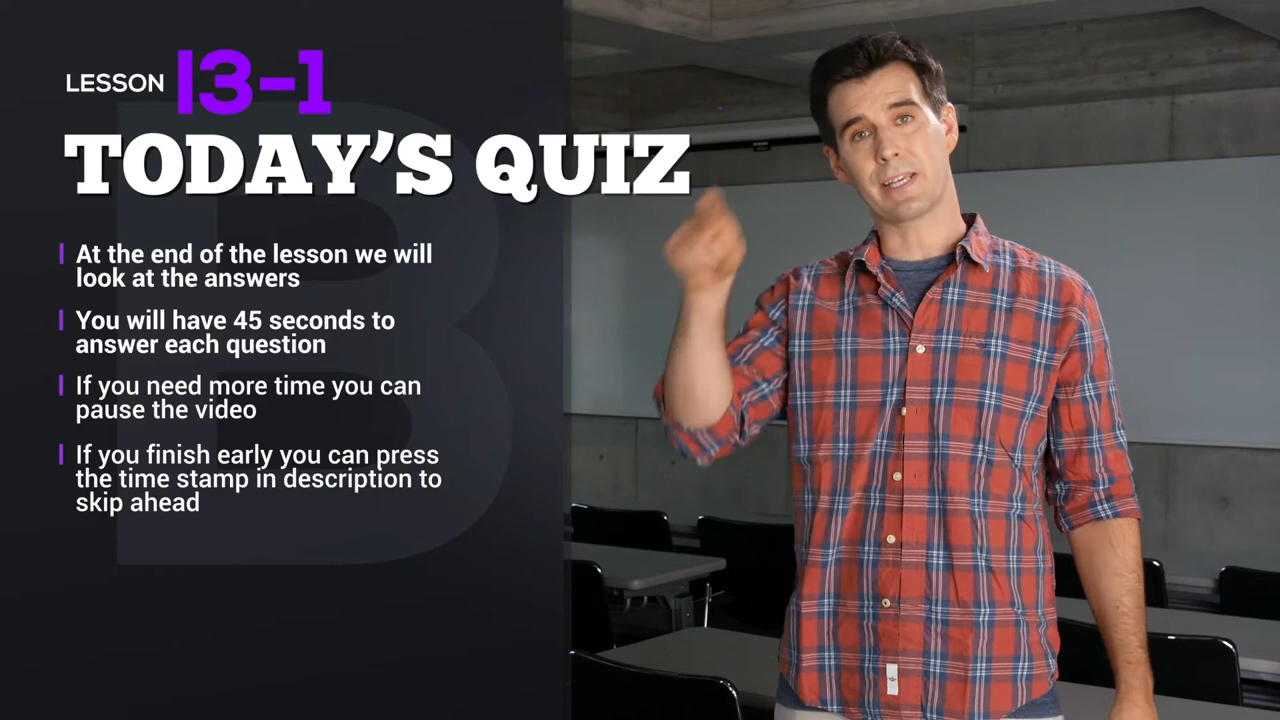 LESSON 13-1
TODAY'S QUIZ
At the end of the lesson we will
look at the answers
You will have 45 seconds to
answer each question
If you need more time you can
pause the video
If you finish early you can press
the time stamp in description to
skip ahead
B